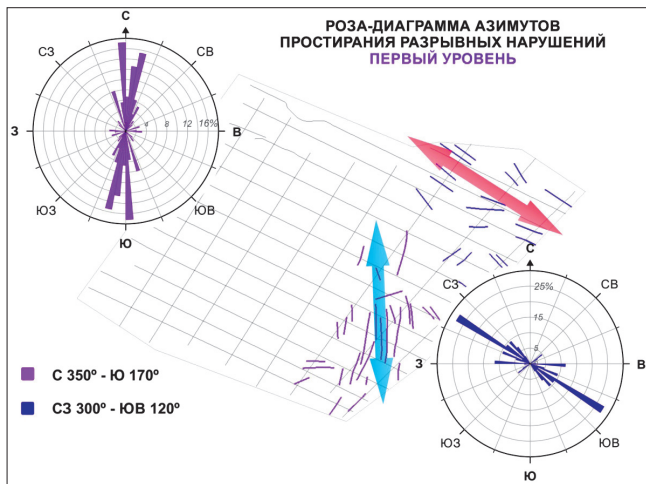 РОЗА-ДИАГРАММА АЗИМУТОВ
ПРОСТИРАНИЯ РАЗРЫВНЫХ НАРУШЕНИЙ
ПЕРВЫЙ УРОВЕНЬ
С
СЗ
СВ
З
4
8
12
16%
В
ЮЗ
ЮВ
Ю
С
СЗ
СВ
25%
15
5
З
В
ЮЗ
ЮВ
Ю
С 350º - Ю 170º
СЗ 300º - ЮВ 120º